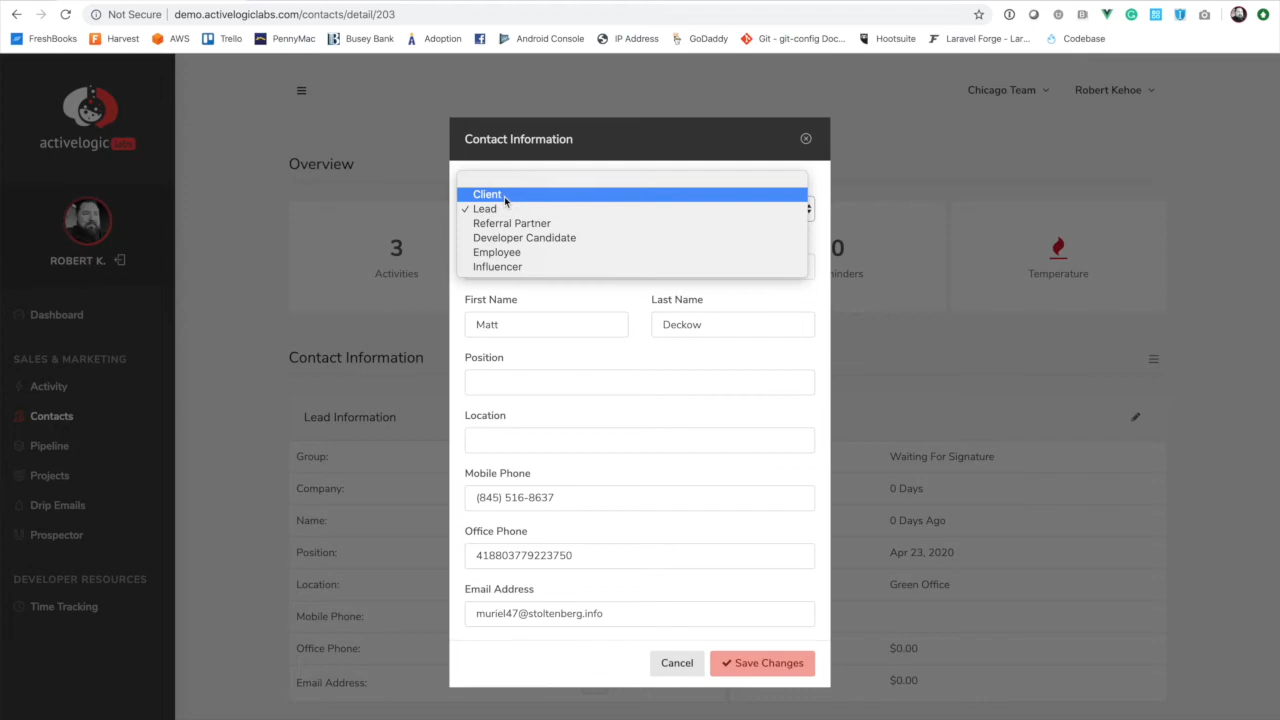 Not Secure | demo.activelogiclabs.com/contacts/detail/203
FreshBooks Harvest AWS Trello PennyMac Busey Bank Adoption Android Console IP Address GoDaddy Git - git-config Doc... Hootsuite Laravel Forge - Lar... Codebase
activelogic Labs
ROBERT K.
Dashboard
SALES & MARKETING
Activity
Contacts
Pipeline
Projects
Drip Emails
Prospector
DEVELOPER RESOURCES
Time Tracking
Chicago Team Robert Kehoe
Overview
3
Activities
0
inders
Temperature
Contact Information
Lead Information
Group: Waiting For Signature
Company: 0 Days
Name: 0 Days Ago
Position: Apr 23, 2020
Location: Green Office
Mobile Phone:
Office Phone: $0.00
Email Address: $0.00
Contact Information
Client
✓ Lead
Referral Partner
Developer Candidate
Employee
Influencer
First Name Last Name
Matt Deckow
Position
Location
Mobile Phone
(845) 516-8637
Office Phone
418803779223750
Email Address
muriel47@stoltenberg.info
Cancel ✓ Save Changes